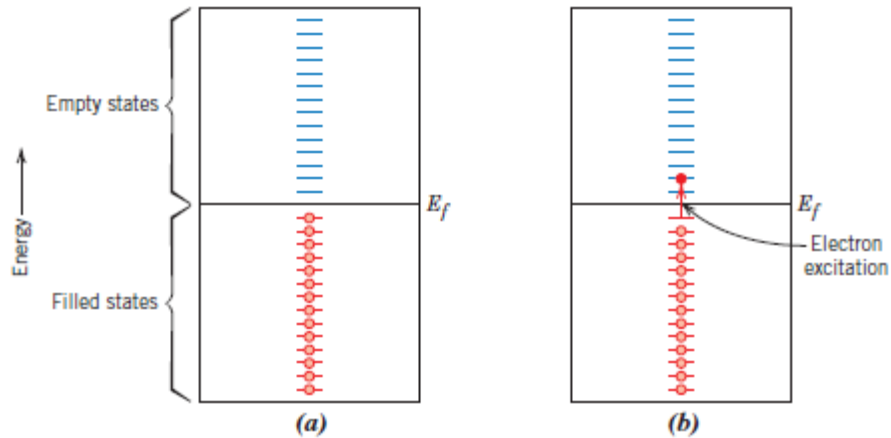 Empty states
Energy
Filled states
E_f
(a)
E_f
Electron
excitation
(b)